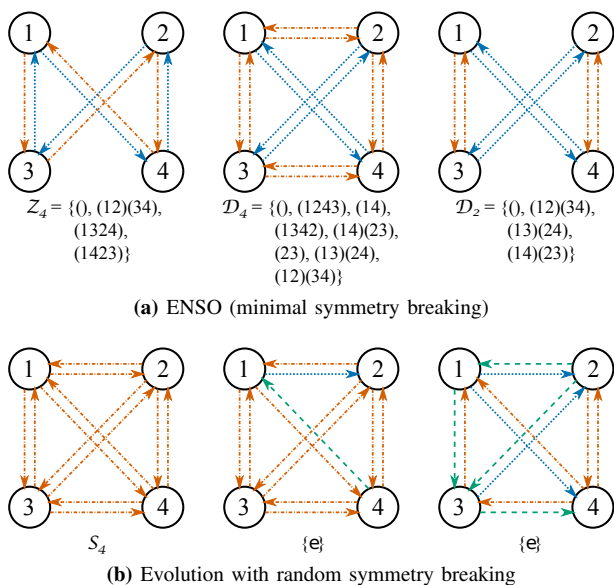 1 2 1 2 1 2
3 4 3 4 3 4
Z₄ = {(), (12)(34), D₄ = {(), (1243), (14), D₂ = {(), (12)(34),
(1324), (1342), (14)(23), (13)(24),
(1423)} (23), (13)(24), (14)(23)}
(12)(34)}
(a) ENSO (minimal symmetry breaking)
1 2 1 2 1 2
3 4 3 4 3 4
S₄ {e} {e}
(b) Evolution with random symmetry breaking